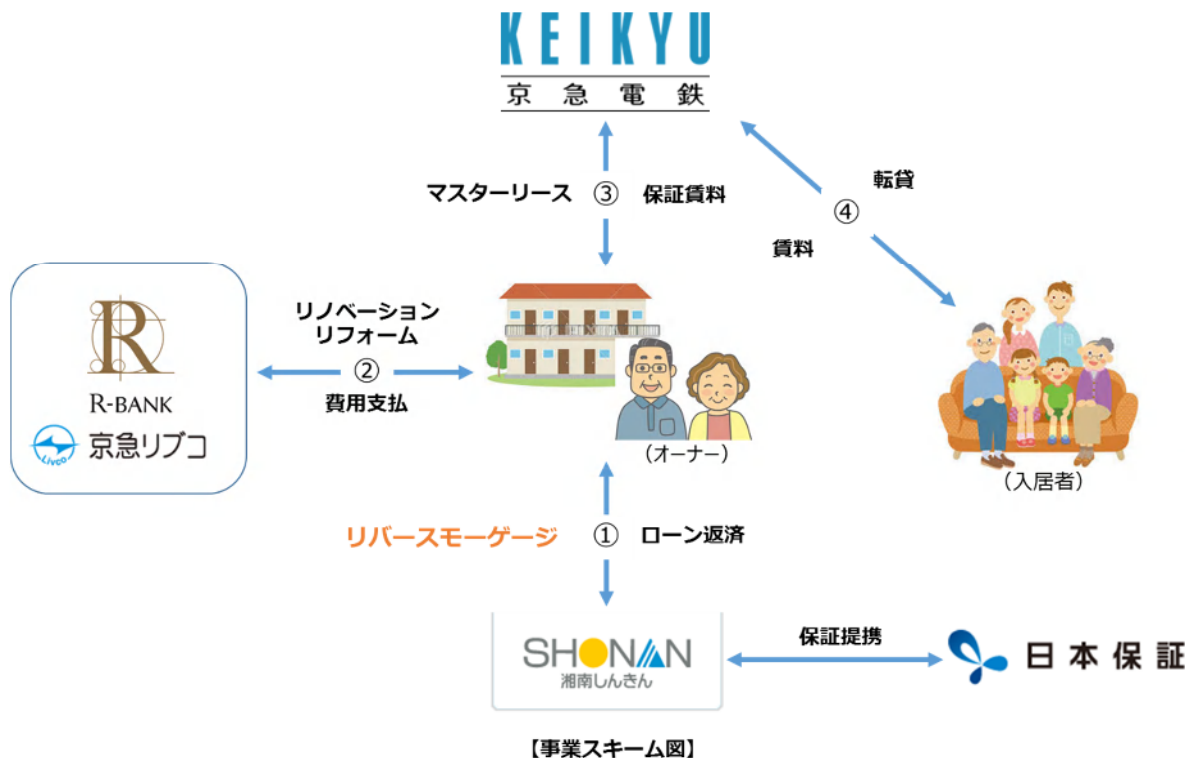 KEIKYU
京急電鉄
マスターリース ③ 保証賃料
転貸
④
賃料
リノベーション
リフォーム
②
費用支払
R
R-BANK
Livco
京急リブコ
(オーナー)
(入居者)
リバースモーゲージ ① ローン返済
SHONAN
湘南しんきん
保証提携
日本保証
【事業スキーム図】